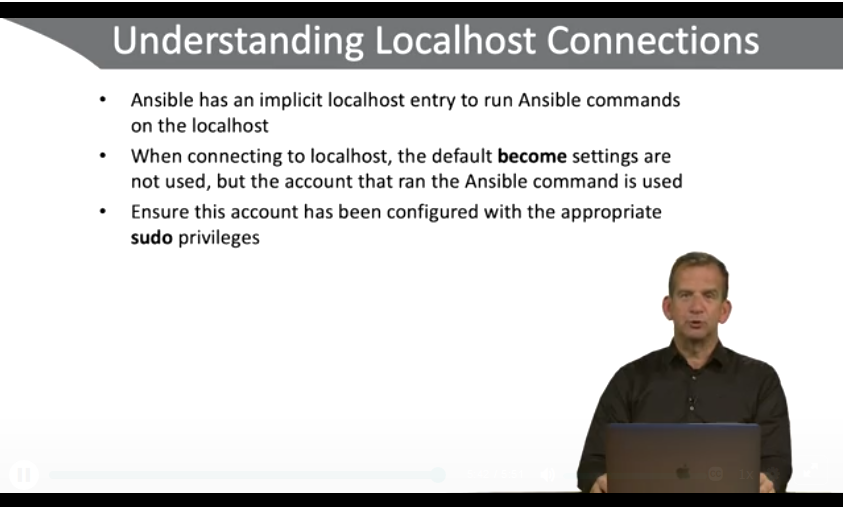 Understanding Localhost Connections
• Ansible has an implicit localhost entry to run Ansible commands
on the localhost
• When connecting to localhost, the default become settings are
not used, but the account that ran the Ansible command is used
• Ensure this account has been configured with the appropriate
sudo privileges